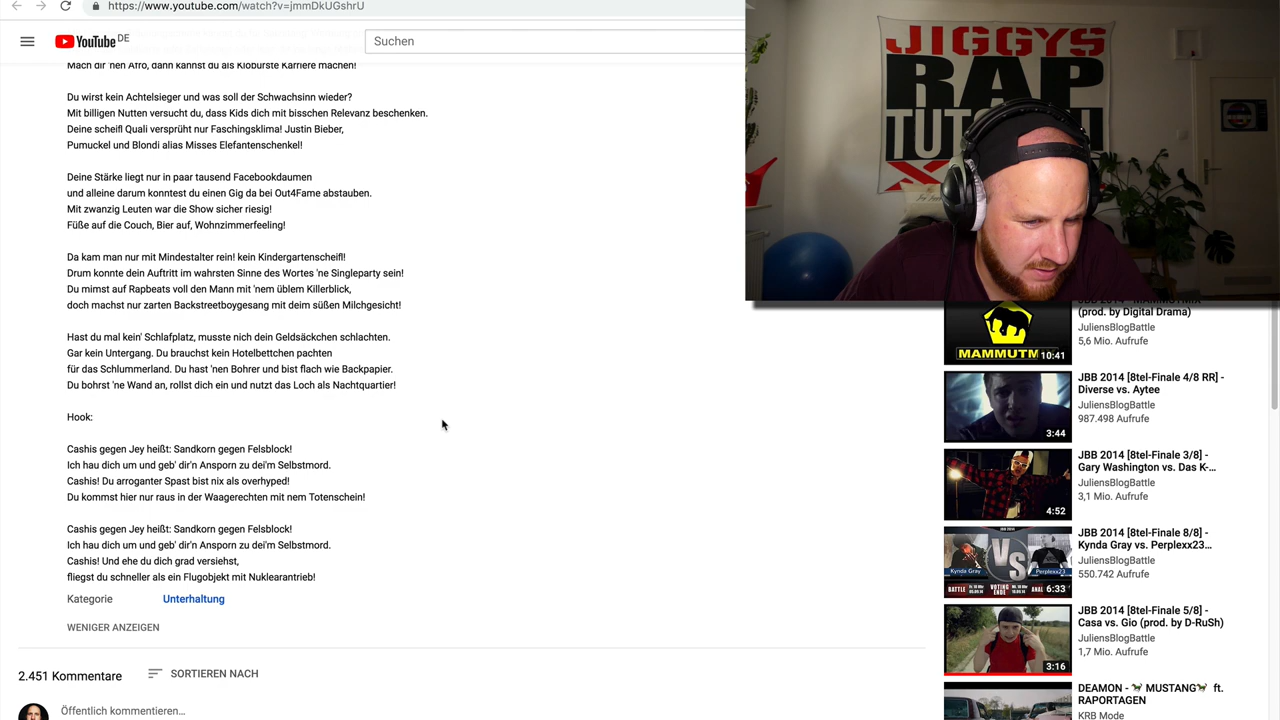 https://www.youtube.com/watch?v=jmmDkUGshrU
YouTube DE
Suchen
Mach dir 'nen Afro, dann kannst du als Klobürste Karriere machen!
Du wirst kein Achtelsieger und was soll der Schwachsinn wieder?
Mit billigen Nutten versucht du, dass Kids dich mit bisschen Relevanz beschenken.
Deine scheiß Quali versprüht nur Faschingsklima! Justin Bieber,
Pumuckel und Blondi alias Misses Elefantenschenkel!
Deine Stärke liegt nur in paar tausend Facebookdaumen
und alleine darum konntest du einen Gig da bei Out4Fame abstauben.
Mit zwanzig Leuten war die Show sicher riesig!
Füße auf die Couch, Bier auf, Wohnzimmerfeeling!
Da kam man nur mit Mindestalter rein! kein Kindergartenscheiß!
Drum konnte dein Auftritt im wahrsten Sinne des Wortes 'ne Singleparty sein!
Du mimst auf Rapbeats voll den Mann mit 'nem üblem Killerblick,
doch machst nur zarten Backstreetboygesang mit deim süßen Milchgesicht!
Hast du mal kein' Schlafplatz, musste nich dein Geldsäckchen schlachten.
Gar kein Untergang. Du brauchst kein Hotelbettchen pachten
für das Schlummerland. Du hast 'nen Bohrer und bist flach wie Backpapier.
Du bohrst 'ne Wand an, rollst dich ein und nutzt das Loch als Nachtquartier!
Hook:
Cashis gegen Jey heißt: Sandkorn gegen Felsblock!
Ich hau dich um und geb' dir'n Ansporn zu dei'm Selbstmord.
Cashis! Du arroganter Spast bist nix als overhyped!
Du kommst hier nur raus in der Waagerechten mit nem Totenschein!
Cashis gegen Jey heißt: Sandkorn gegen Felsblock!
Ich hau dich um und geb' dir'n Ansporn zu dei'm Selbstmord.
Cashis! Und ehe du dich grad versiehst,
fliegst du schneller als ein Flugobjekt mit Nuklearantrieb!
Kategorie Unterhaltung
WENIGER ANZEIGEN
2.451 Kommentare SORTIEREN NACH
Öffentlich kommentieren...
JIGGYS
RAP
(prod. by Digital Drama)
JuliensBlogBattle
5,6 Mio. Aufrufe
10:41
JBB 2014 [8tel-Finale 4/8 RR] -
Diverse vs. Aytee
JuliensBlogBattle
987.498 Aufrufe
3:44
JBB 2014 [8tel-Finale 3/8] -
Gary Washington vs. Das K-...
JuliensBlogBattle
3,1 Mio. Aufrufe
4:52
JBB 2014 [8tel-Finale 8/8] -
Kynda Gray vs. Perplexx23...
JuliensBlogBattle
550.742 Aufrufe
Kynda Gray
VS
Perplexx23
6:33
JBB 2014 [8tel-Finale 5/8] -
Casa vs. Gio (prod. by D-RuSh)
JuliensBlogBattle
1,7 Mio. Aufrufe
3:16
DEAMON - 🐎 MUSTANG🐎 ft.
RAPORTAGEN
KRB Mode